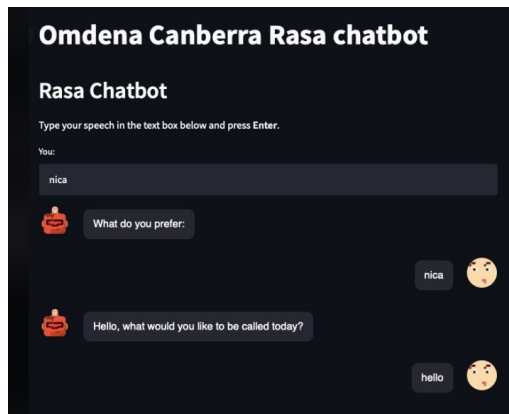 Omdena Canberra Rasa chatbot
Rasa Chatbot
Type your speech in the text box below and press Enter.
You:
nica
What do you prefer:
nica
Hello, what would you like to be called today?
hello